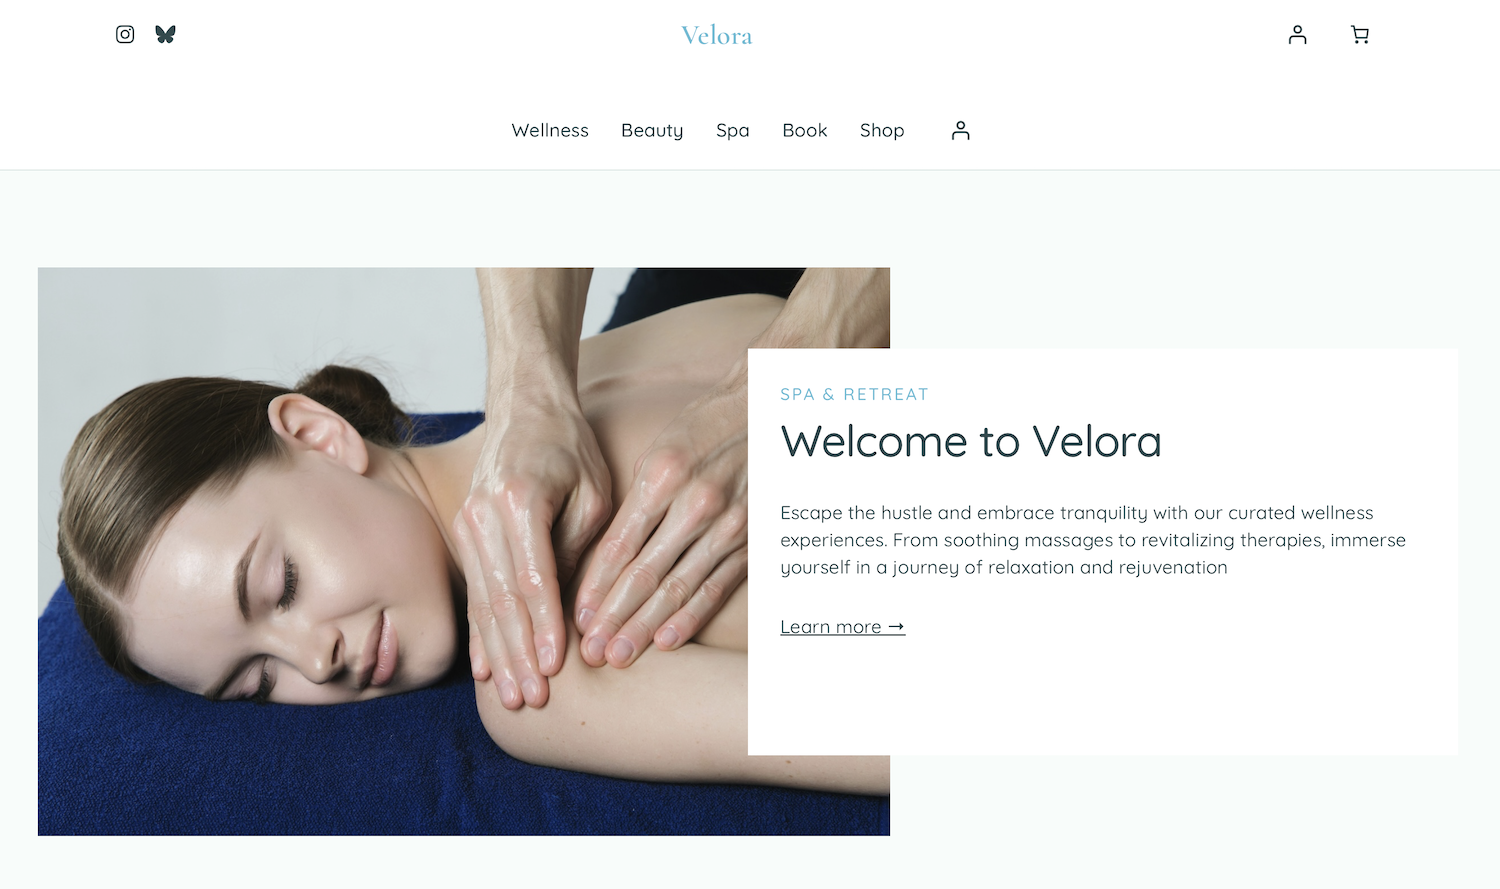 Velora
Wellness Beauty Spa Book Shop
SPA & RETREAT
Welcome to Velora
Escape the hustle and embrace tranquility with our curated wellness
experiences. From soothing massages to revitalizing therapies, immerse
yourself in a journey of relaxation and rejuvenation
Learn more →